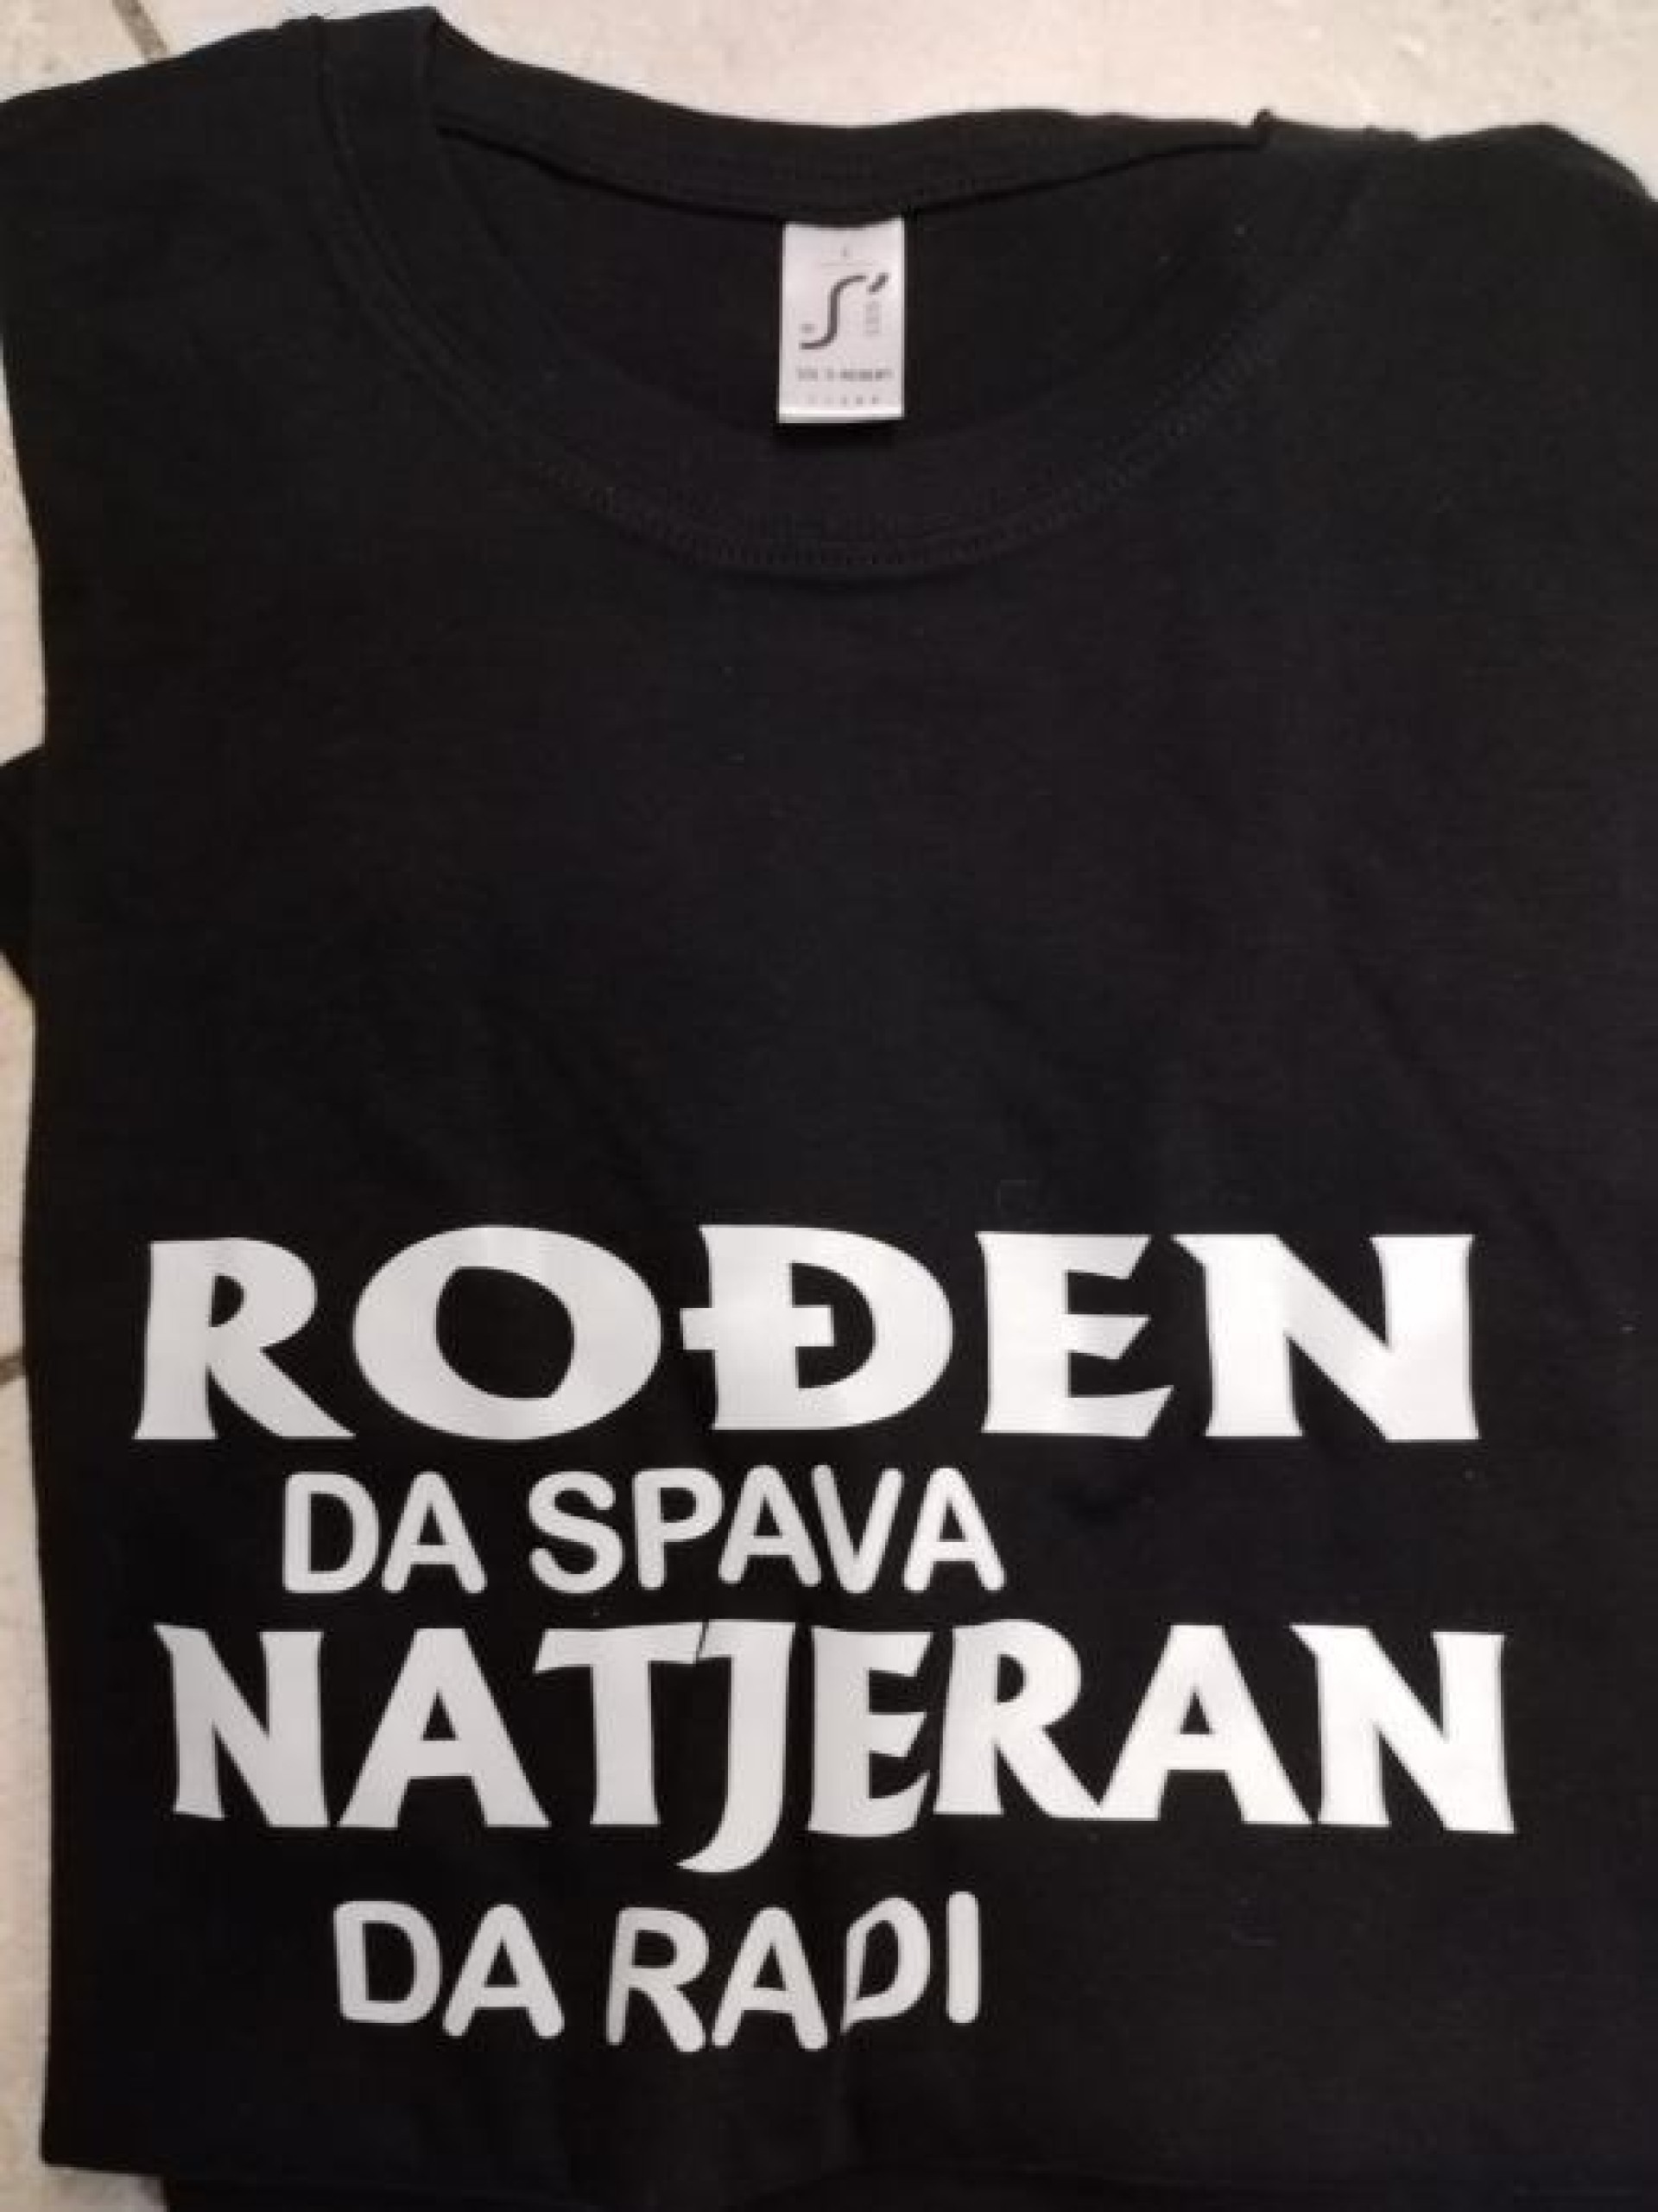 S
ROĐEN
DA SPAVA
NATJERAN
DA RADI